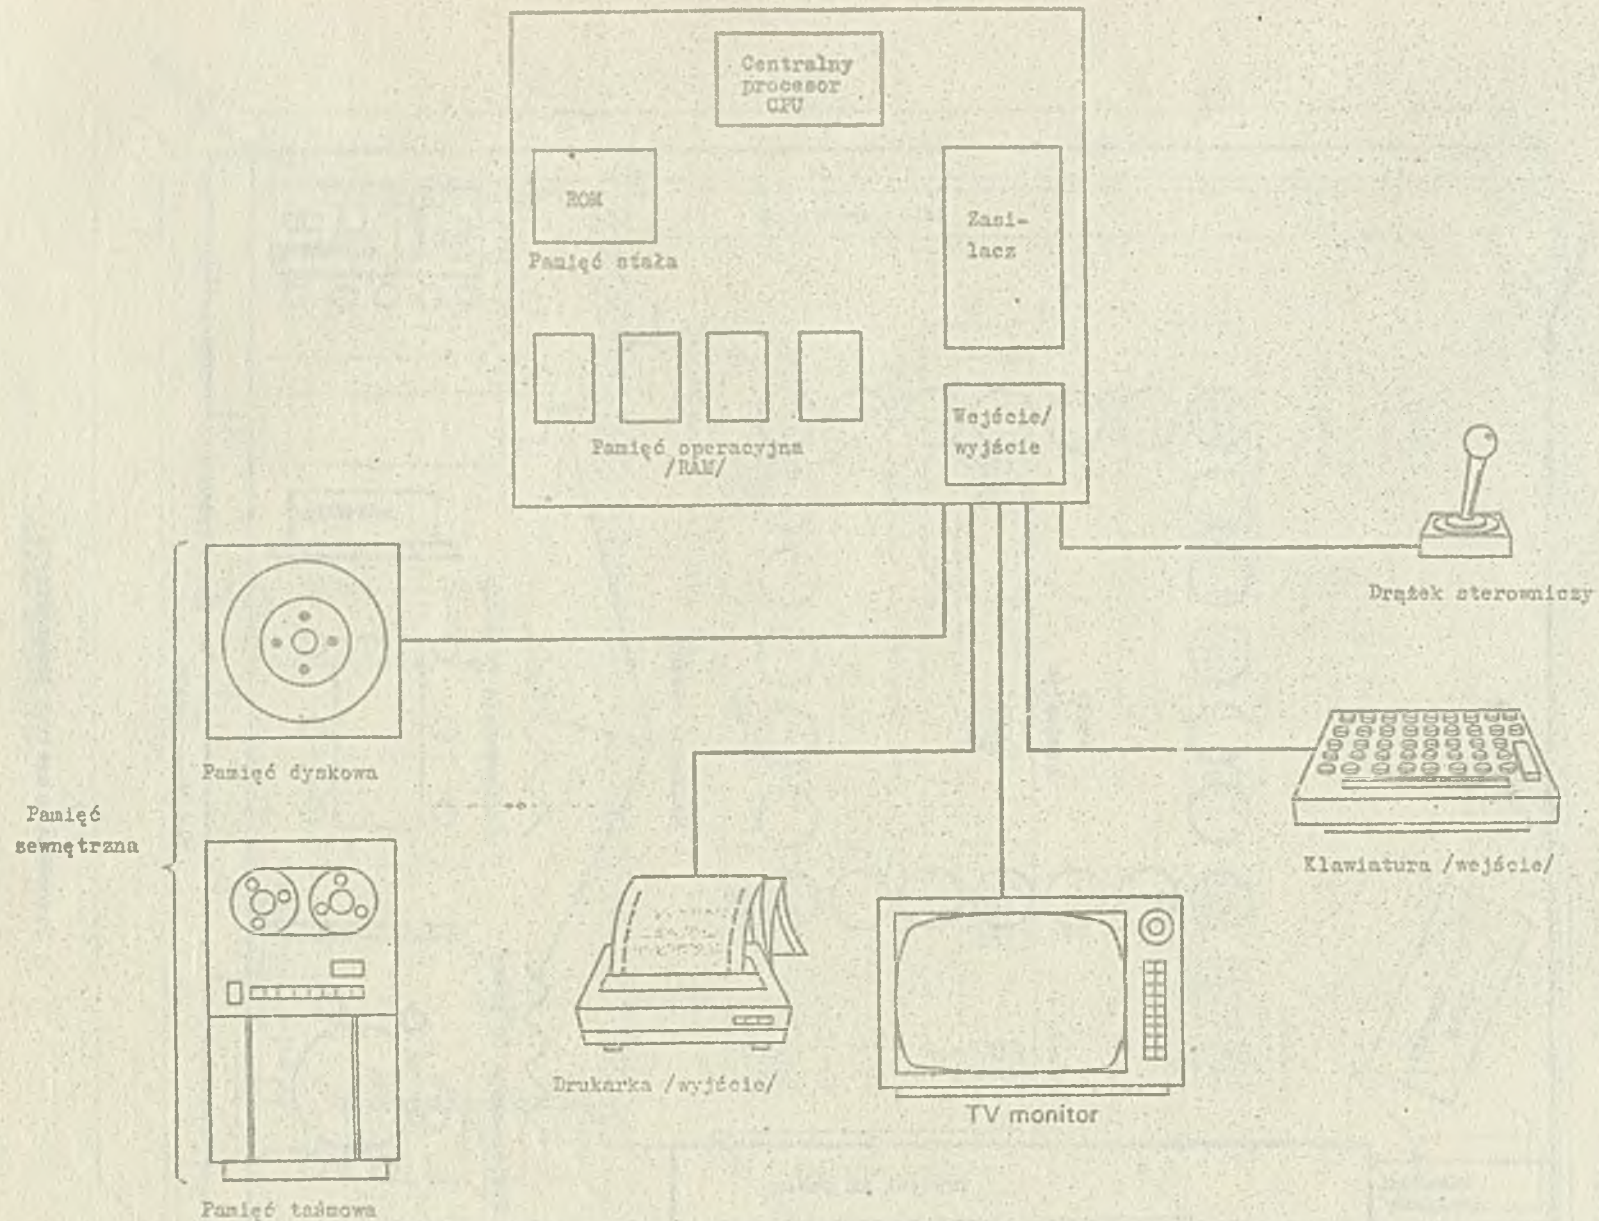 Centralny
procesor
CPU
ROM
Pamięć stała
Zasi-
lacz
Pamięć operacyjna
/RAM/
Wejście/
wyjście
Drążek sterowniczy
Pamięć dyskowa
Pamięć
sewnętrzna
Klawiatura /wejście/
Drukarka /wyjście/
TV monitor
Pamięć taśmowa